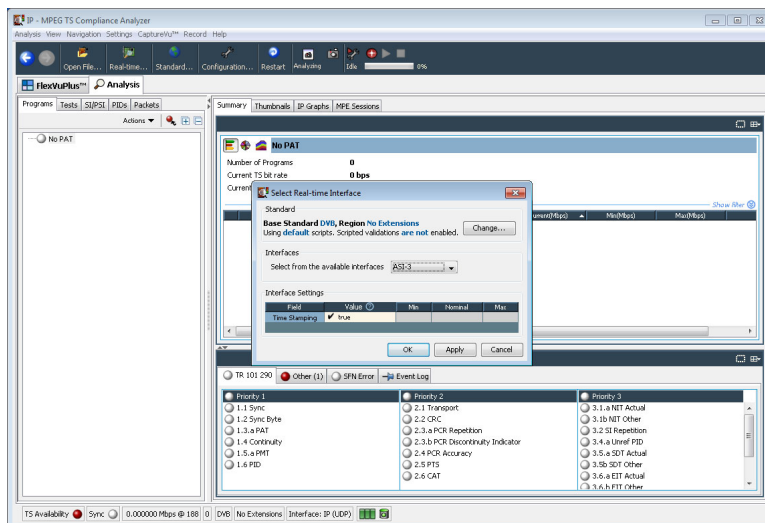 IP - MPEG TS Compliance Analyzer
Analysis View Navigation Settings CaptureVu™ Record Help
Open File... Real-time... Standard... Configuration... Restart Analyzing Idle 0%
FlexVuPlus™ Analysis
Programs Tests SI/PSI PIDs Packets
Actions
No PAT
Summary Thumbnails IP Graphs MPE Sessions
No PAT
Number of Programs 0
Current TS bit rate 0 bps
Current
Show filter
Current(Mbps) Min(Mbps) Max(Mbps)
Select Real-time Interface
Standard
Base Standard DVB, Region No Extensions
Using default scripts. Scripted validations are not enabled.
Change...
Interfaces
Select from the available interfaces ASI-3
Interface Settings
Field Value Min Nominal Max
Time Stamping true
OK Apply Cancel
TR 101 290 Other (1) SFN Error Event Log
Priority 1 Priority 2 Priority 3
1.1 Sync 2.1 Transport 3.1.a NIT Actual
1.2 Sync Byte 2.2 CRC 3.1b NIT Other
1.3.a PAT 2.3.a PCR Repetition 3.2 SI Repetition
1.4 Continuity 2.3.b PCR Discontinuity Indicator 3.4.a Unref PID
1.5.a PMT 2.4 PCR Accuracy 3.5.a SDT Actual
1.6 PID 2.5 PTS 3.5b SDT Other
2.6 CAT 3.6.a EIT Actual
3.6.b EIT Other
TS Availability Sync 0.000000 Mbps @ 188 0 DVB No Extensions Interface: IP (UDP)